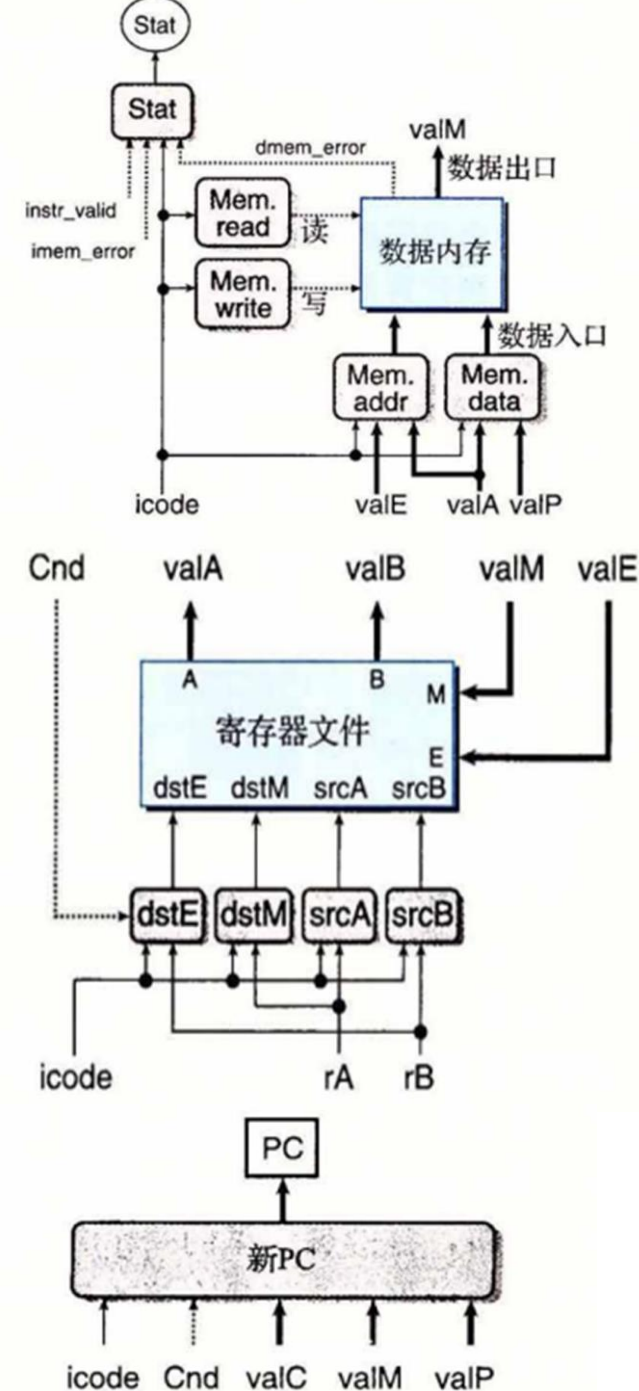 Stat
Stat
valM
dmem_error
数据出口
instr_valid
imem_error
Mem.
read
读
数据内存
Mem.
write
写
数据入口
Mem.
addr
Mem.
data
icode
valE
valA
valP
Cnd
valA
valB
valM
valE
A
B
M
寄存器文件
E
dstE
dstM
srcA
srcB
dstE
dstM
srcA
srcB
icode
rA
rB
PC
新PC
icode
Cnd
valC
valM
valP